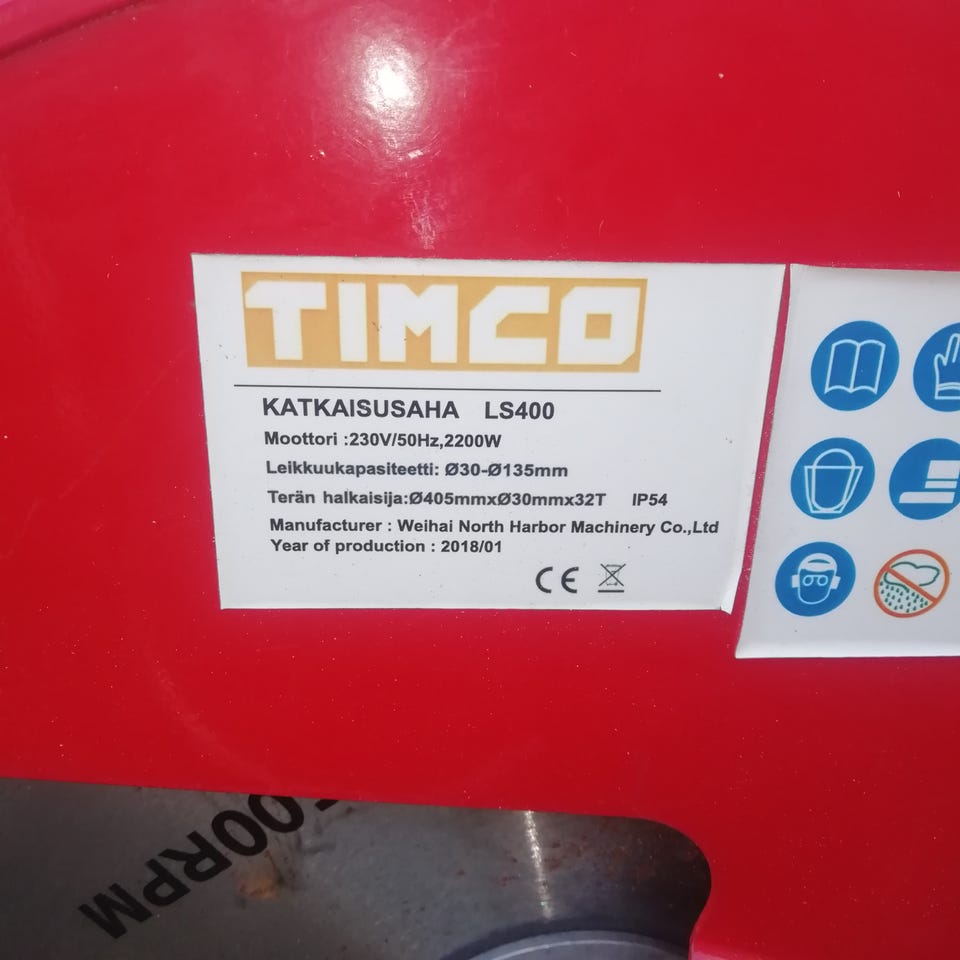 TIMCO
KATKAISUSAHA LS400
Moottori :230V/50Hz,2200W
Leikkuukapasiteetti: Ø30-Ø135mm
Terän halkaisija:Ø405mmxØ30mmx32T IP54
Manufacturer : Weihai North Harbor Machinery Co.,Ltd
Year of production : 2018/01
CE